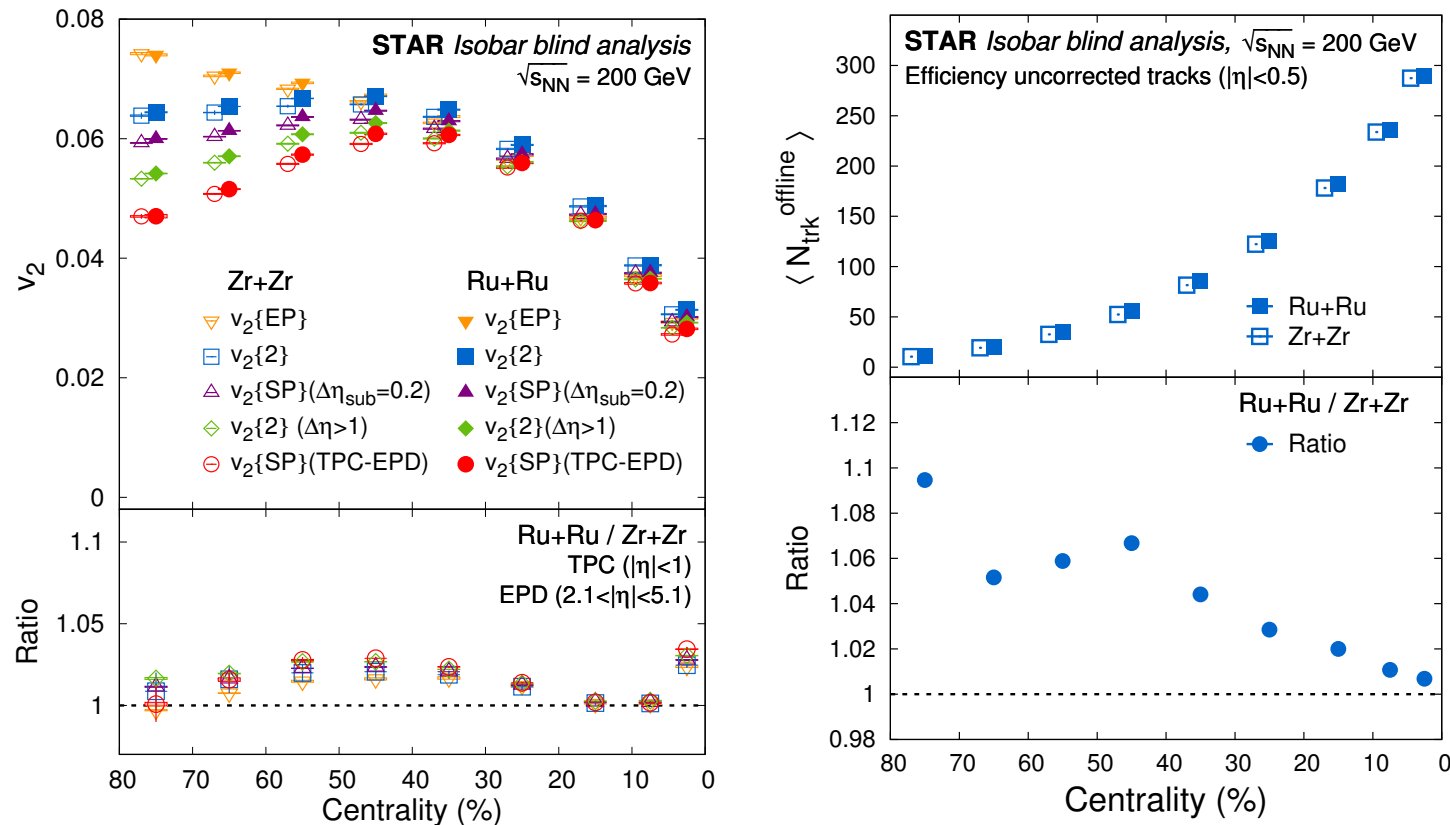 STAR Isobar blind analysis
√sNN = 200 GeV
0.08
0.06
0.04
0.02
0
v2
Zr+Zr Ru+Ru
v2{EP} v2{EP}
v2{2} v2{2}
v2{SP}(Δηsub=0.2) v2{SP}(Δηsub=0.2)
v2{2} (Δη>1) v2{2}(Δη>1)
v2{SP}(TPC-EPD) v2{SP}(TPC-EPD)
Ru+Ru / Zr+Zr
TPC (|η|<1)
EPD (2.1<|η|<5.1)
1.1
1.05
1
Ratio
80 70 60 50 40 30 20 10 0
Centrality (%)
STAR Isobar blind analysis, √sNN = 200 GeV
Efficiency uncorrected tracks (|η|<0.5)
300
250
200
150
100
50
0
⟨ Ntrk offline ⟩
Ru+Ru
Zr+Zr
Ru+Ru / Zr+Zr
Ratio
1.1
1.08
1.06
1.04
1.02
1
0.98
Ratio
80 70 60 50 40 30 20 10 0
Centrality (%)